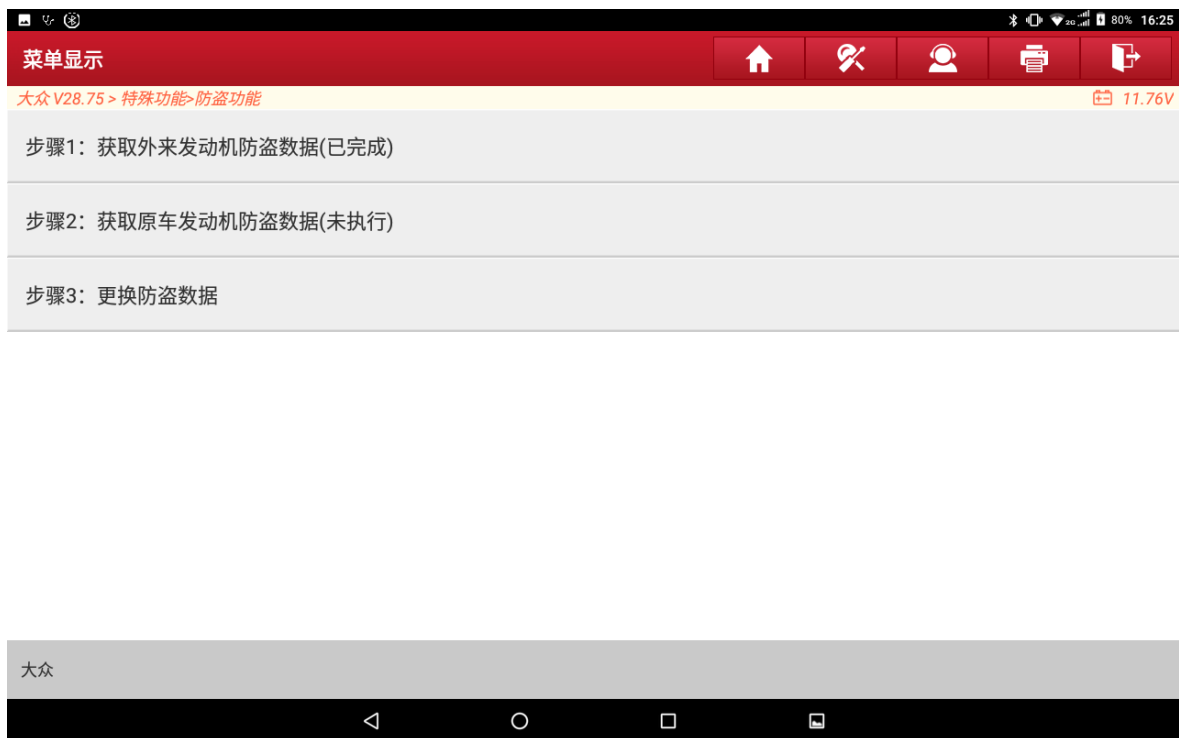 2G 80% 16:25
菜单显示
大众 V28.75 > 特殊功能>防盗功能 11.76V
步骤1：获取外来发动机防盗数据(已完成)
步骤2：获取原车发动机防盗数据(未执行)
步骤3：更换防盗数据
大众